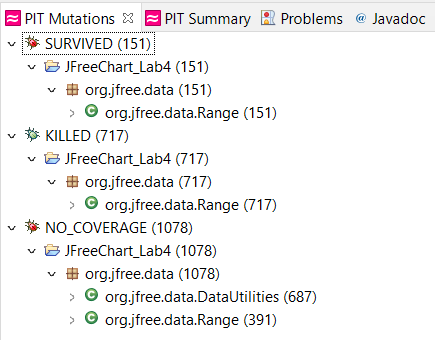 PIT Mutations PIT Summary Problems @ Javadoc
SURVIVED (151)
JFreeChart_Lab4 (151)
org.jfree.data (151)
org.jfree.data.Range (151)
KILLED (717)
JFreeChart_Lab4 (717)
org.jfree.data (717)
org.jfree.data.Range (717)
NO_COVERAGE (1078)
JFreeChart_Lab4 (1078)
org.jfree.data (1078)
org.jfree.data.DataUtilities (687)
org.jfree.data.Range (391)